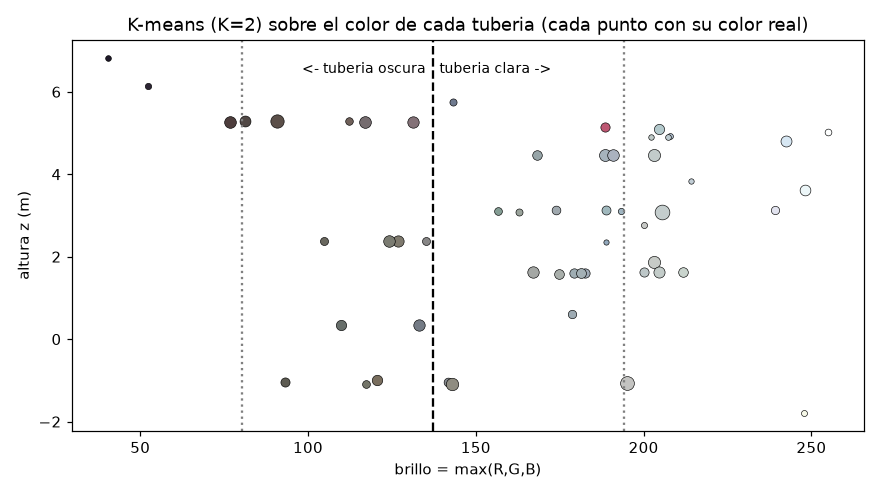 K-means (K=2) sobre el color de cada tuberia (cada punto con su color real)
<- tuberia oscura
tuberia clara ->
altura z (m)
6
4
2
0
−2
50
100
150
200
250
brillo = max(R,G,B)